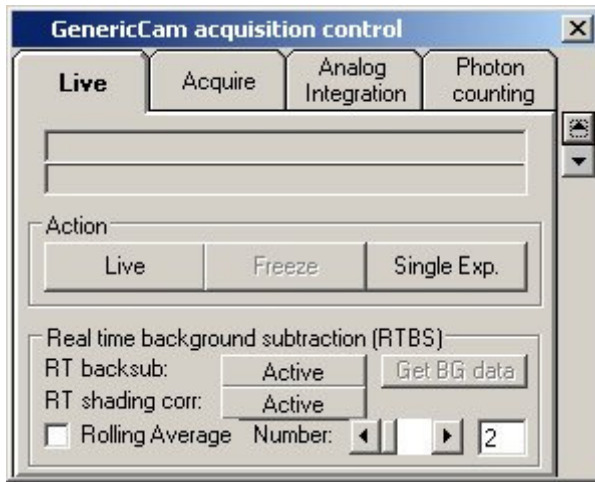 GenericCam acquisition control
Live Acquire Analog Integration Photon counting
Action
Live Freeze Single Exp.
Real time background subtraction (RTBS)
RT backsub: Active Get BG data
RT shading corr: Active
Rolling Average Number: 2